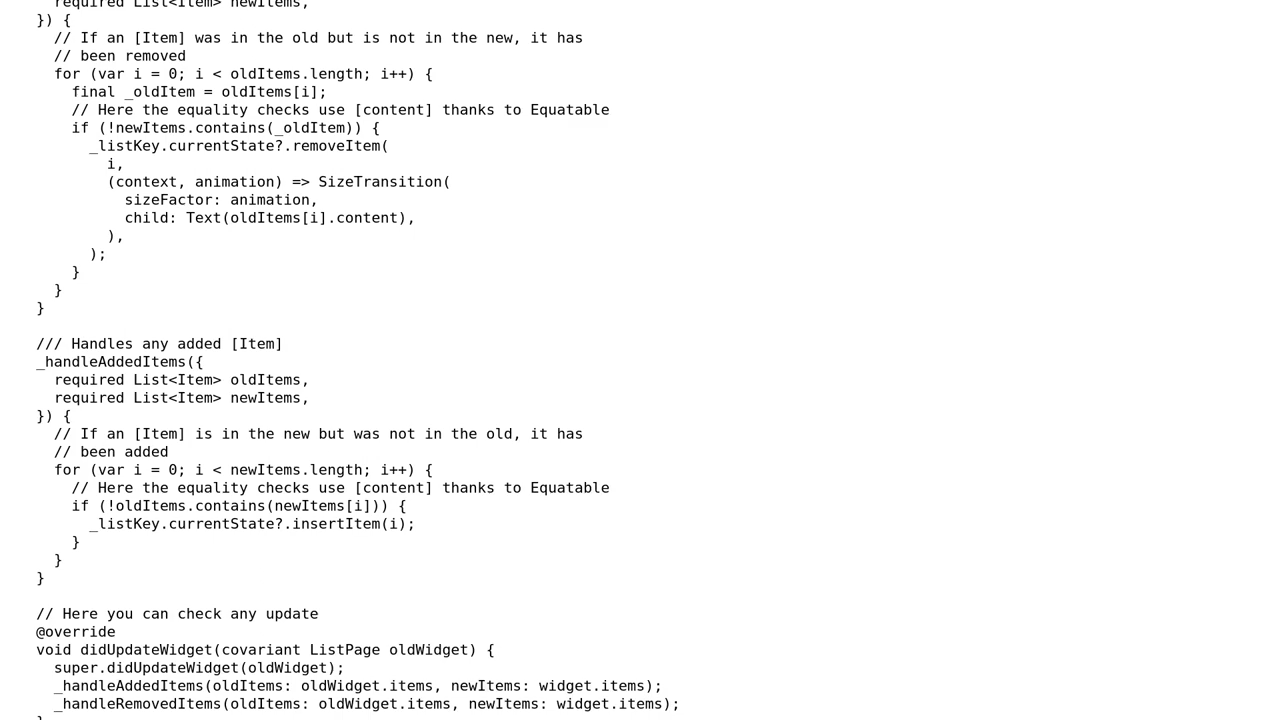 required List<Item> newItems,
}) {
// If an [Item] was in the old but is not in the new, it has
// been removed
for (var i = 0; i < oldItems.length; i++) {
final _oldItem = oldItems[i];
// Here the equality checks use [content] thanks to Equatable
if (!newItems.contains(_oldItem)) {
_listKey.currentState?.removeItem(
i,
(context, animation) => SizeTransition(
sizeFactor: animation,
child: Text(oldItems[i].content),
),
);
}
}
}
/// Handles any added [Item]
_handleAddedItems({
required List<Item> oldItems,
required List<Item> newItems,
}) {
// If an [Item] is in the new but was not in the old, it has
// been added
for (var i = 0; i < newItems.length; i++) {
// Here the equality checks use [content] thanks to Equatable
if (!oldItems.contains(newItems[i])) {
_listKey.currentState?.insertItem(i);
}
}
}
// Here you can check any update
@override
void didUpdateWidget(covariant ListPage oldWidget) {
super.didUpdateWidget(oldWidget);
_handleAddedItems(oldItems: oldWidget.items, newItems: widget.items);
_handleRemovedItems(oldItems: oldWidget.items, newItems: widget.items);
}